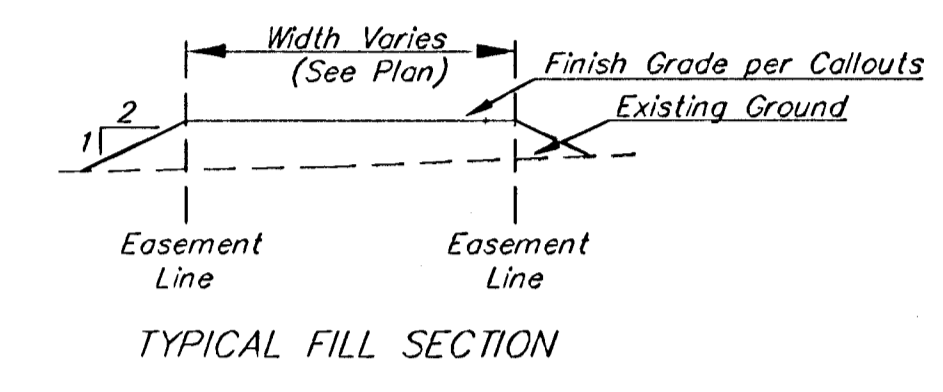 Width Varies
(See Plan)
Finish Grade per Callouts
Existing Ground
2
1
Easement
Line
Easement
Line
TYPICAL FILL SECTION